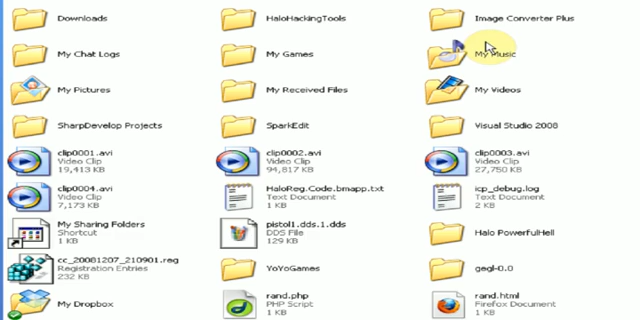 Downloads
HaloHackingTools
Image Converter Plus
My Chat Logs
My Games
My Music
My Pictures
My Received Files
My Videos
SharpDevelop Projects
SparkEdit
Visual Studio 2008
clip0001.avi
Video Clip
19,413 KB
clip0002.avi
Video Clip
94,817 KB
clip0003.avi
Video Clip
27,750 KB
clip0004.avi
Video Clip
7,173 KB
HaloReg.Code.bmapp.txt
Text Document
1 KB
icp_debug.log
Text Document
2 KB
My Sharing Folders
Shortcut
1 KB
pistol1.dds.1.dds
DDS File
129 KB
Halo PowerfulHell
cc_20081207_210901.reg
Registration Entries
232 KB
YoYoGames
gegl-0.0
My Dropbox
rand.php
PHP Script
1 KB
rand.html
Firefox Document
1 KB